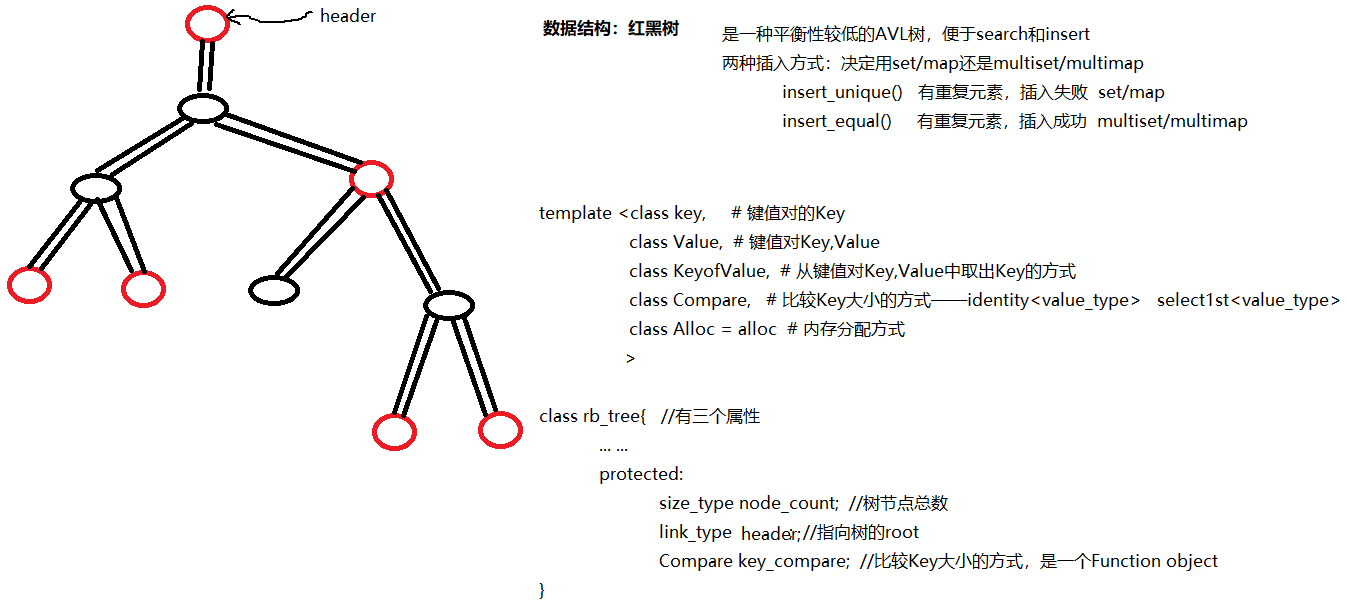 header
数据结构：红黑树
是一种平衡性较低的AVL树，便于search和insert
两种插入方式：决定用set/map还是multiset/multimap
insert_unique() 有重复元素，插入失败 set/map
insert_equal() 有重复元素，插入成功 multiset/multimap
template <class key, # 键值对的Key
class Value, # 键值对Key,Value
class KeyofValue, # 从键值对Key,Value中取出Key的方式
class Compare, # 比较Key大小的方式——identity<value_type> select1st<value_type>
class Alloc = alloc # 内存分配方式
>
class rb_tree{ //有三个属性
... ...
protected:
size_type node_count; //树节点总数
link_type header;//指向树的root
Compare key_compare; //比较Key大小的方式，是一个Function object
}